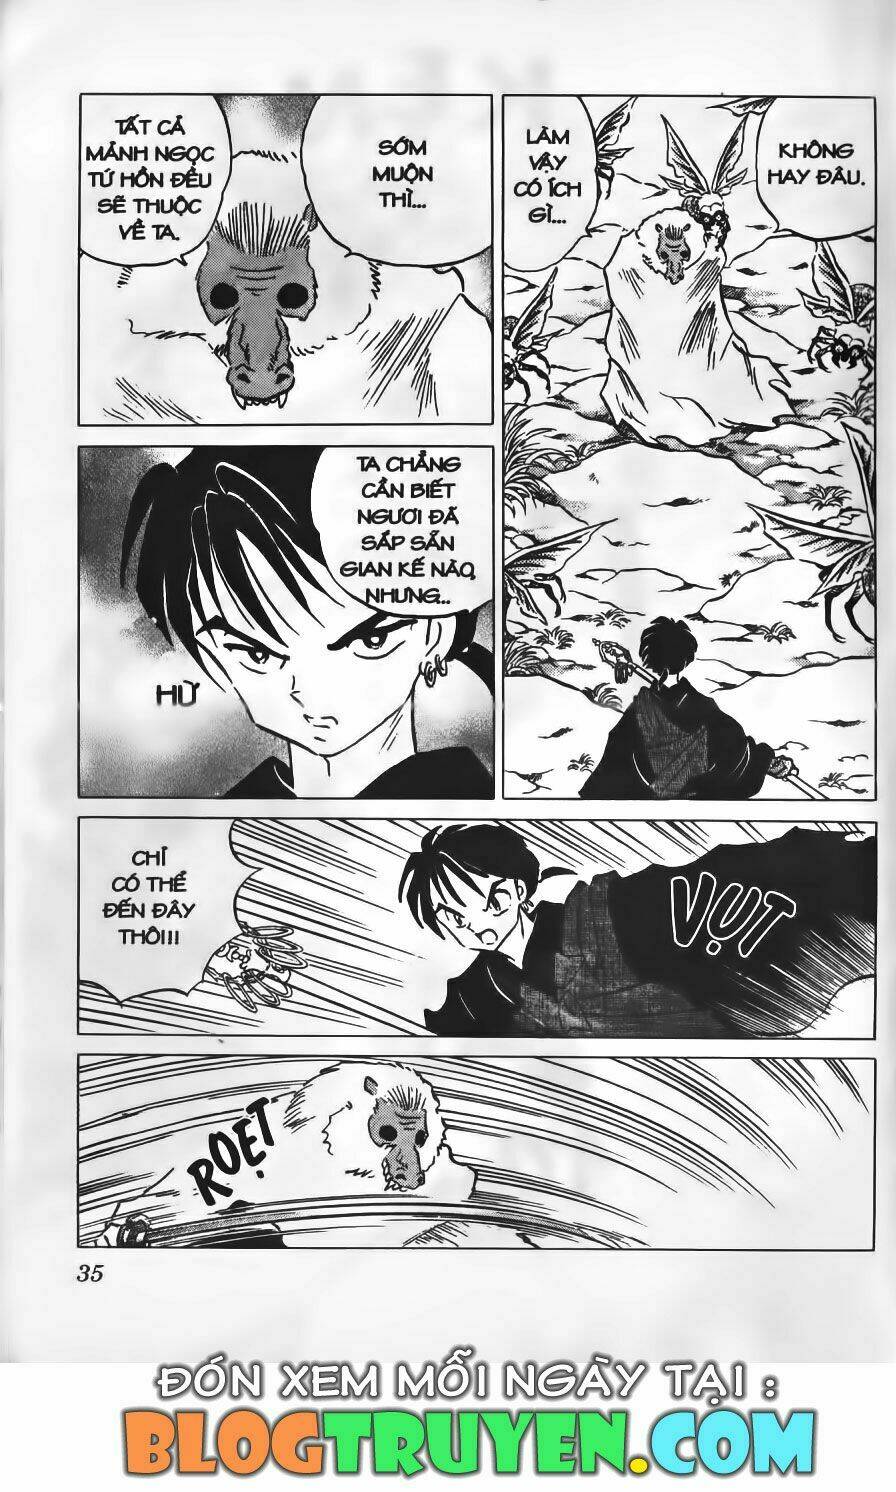 KHÔNG
HAY ĐÂU.
LÀM
VẬY
CÓ ÍCH
GÌ...
SỚM
MUỘN
THÌ...
TẤT CẢ
MẢNH NGỌC
TỨ HỒN ĐỀU
SẼ THUỘC
VỀ TA.
TA CHẲNG
CẦN BIẾT
NGƯƠI ĐÃ
SẮP SẴN
GIAN KẾ NÀO,
NHƯNG...
HỪ
VỤT
CHỈ
CÓ THỂ
ĐẾN ĐÂY
THÔI!!
ROẸT
35
ĐÓN XEM MỖI NGÀY TẠI :
BLOGTRUYEN.COM